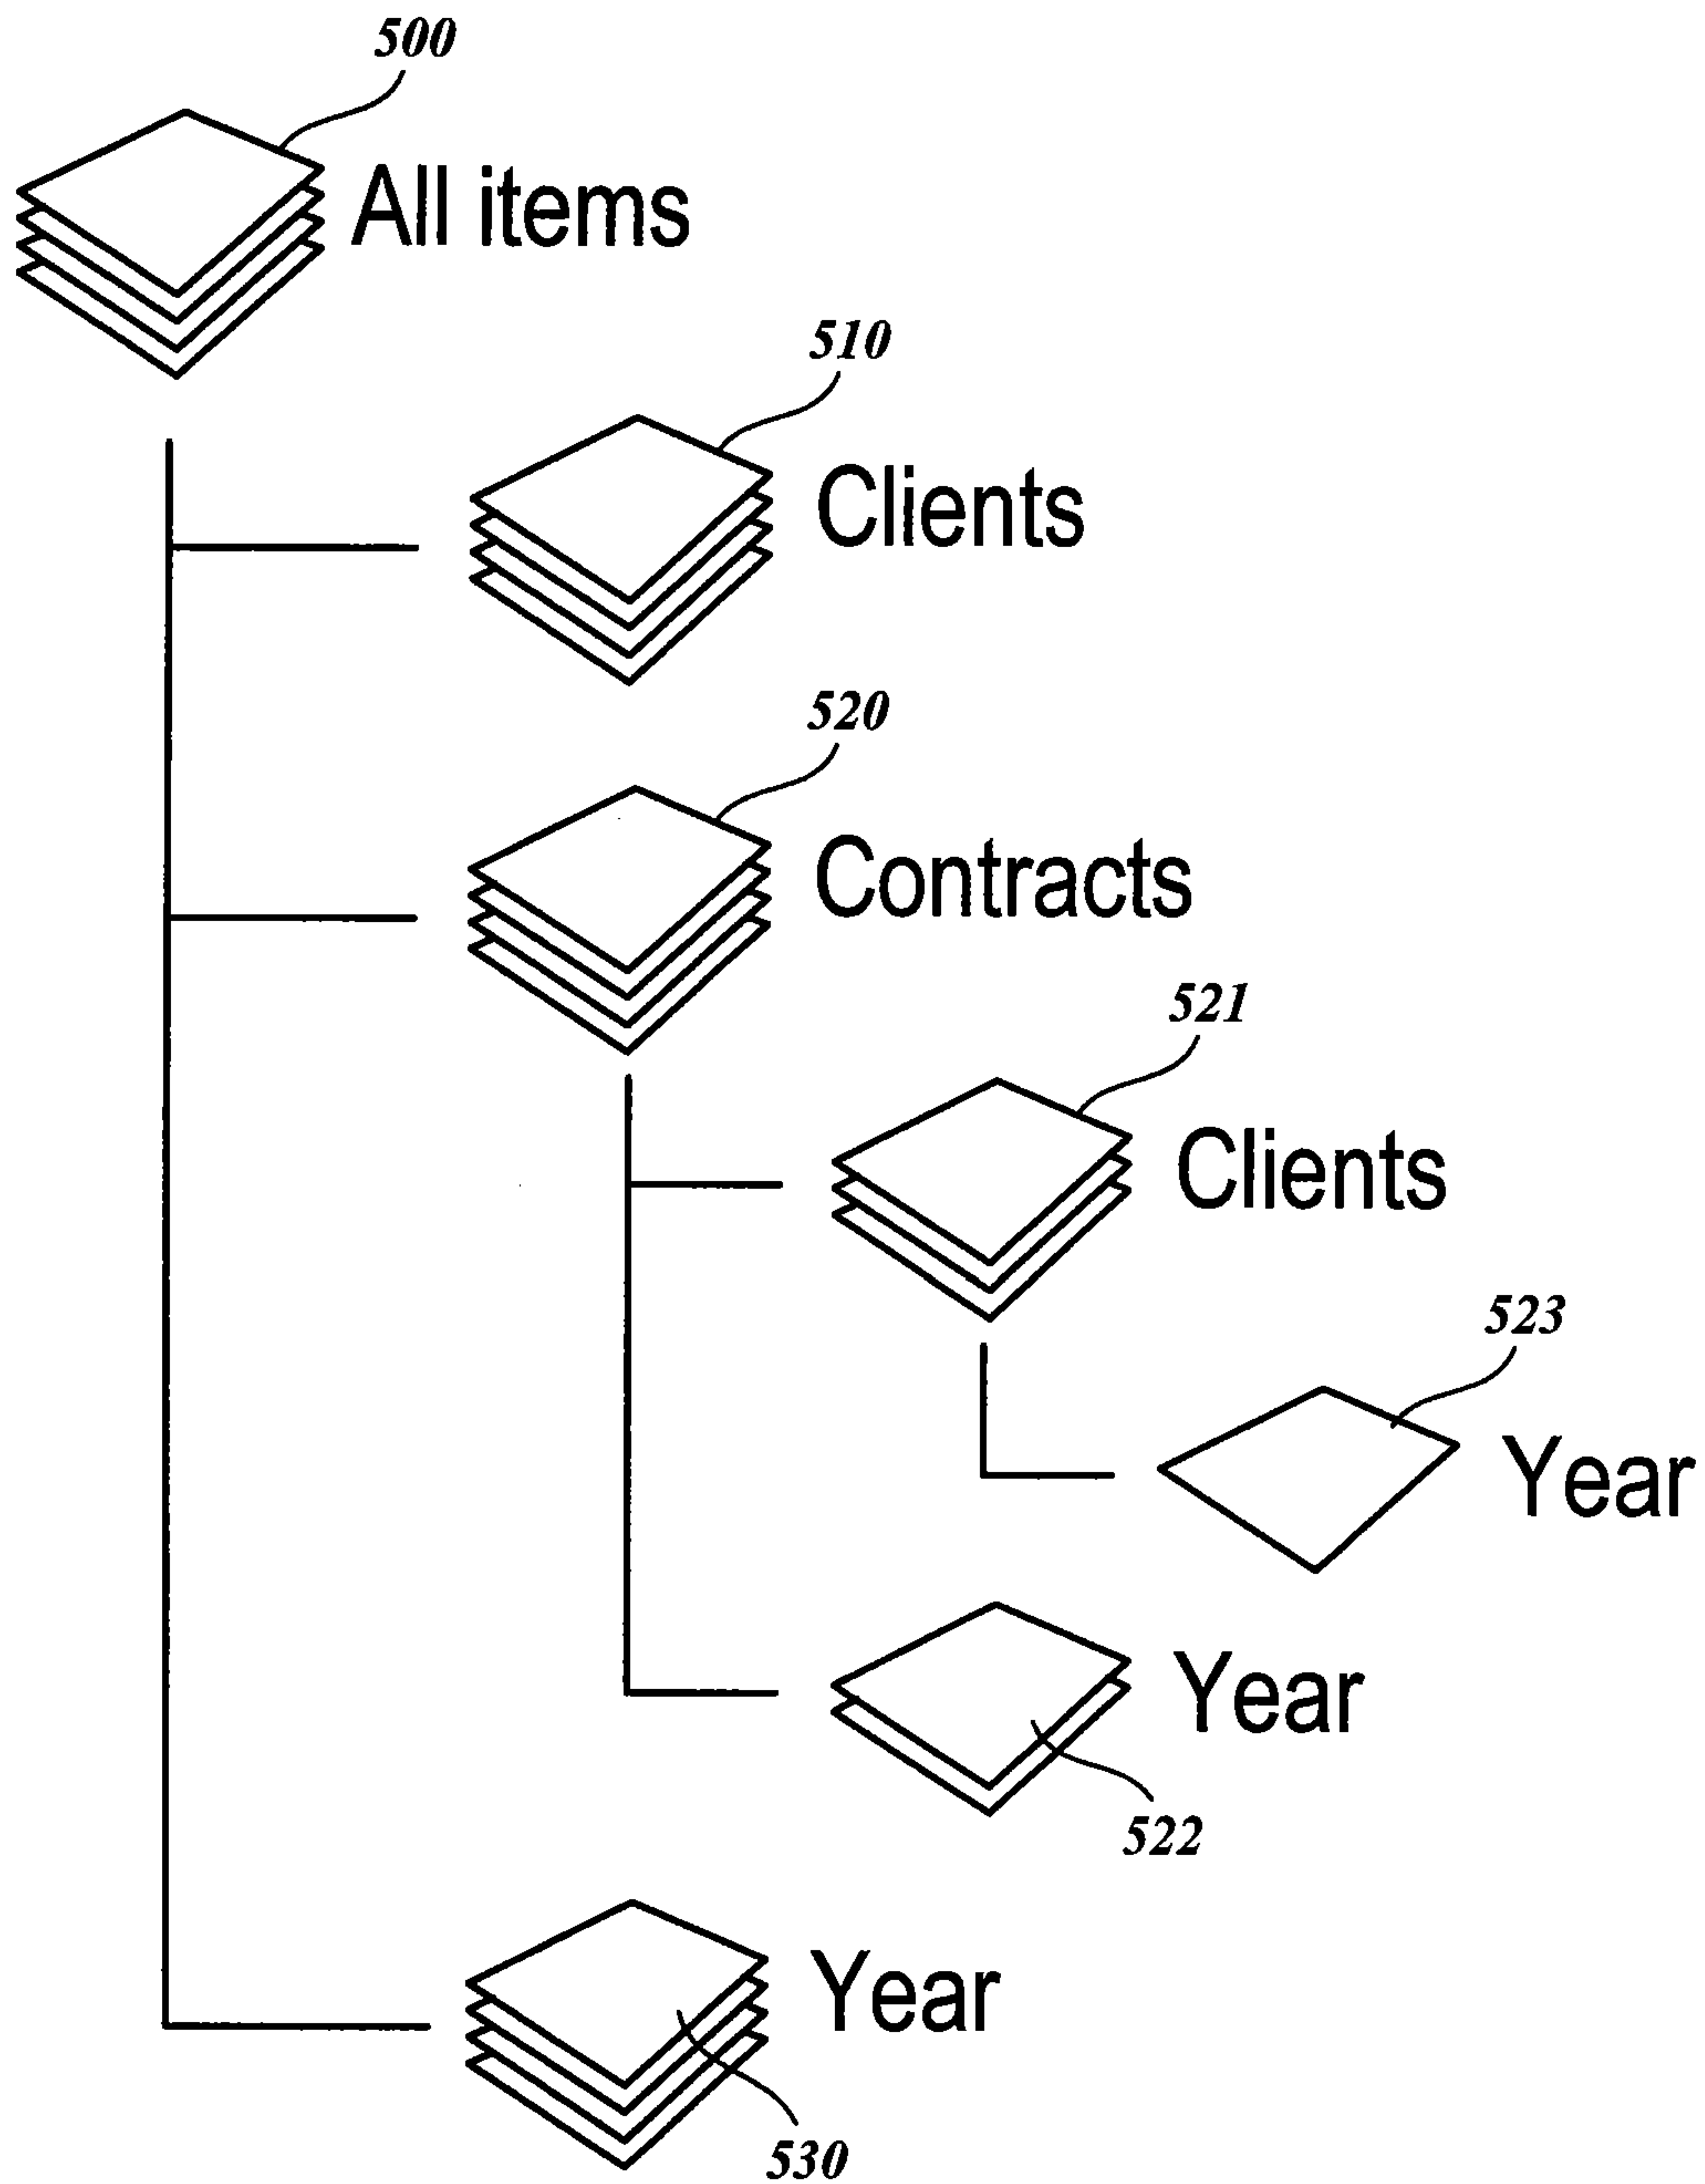 500
All items
510
Clients
520
Contracts
521
Clients
523
Year
Year
522
Year
530